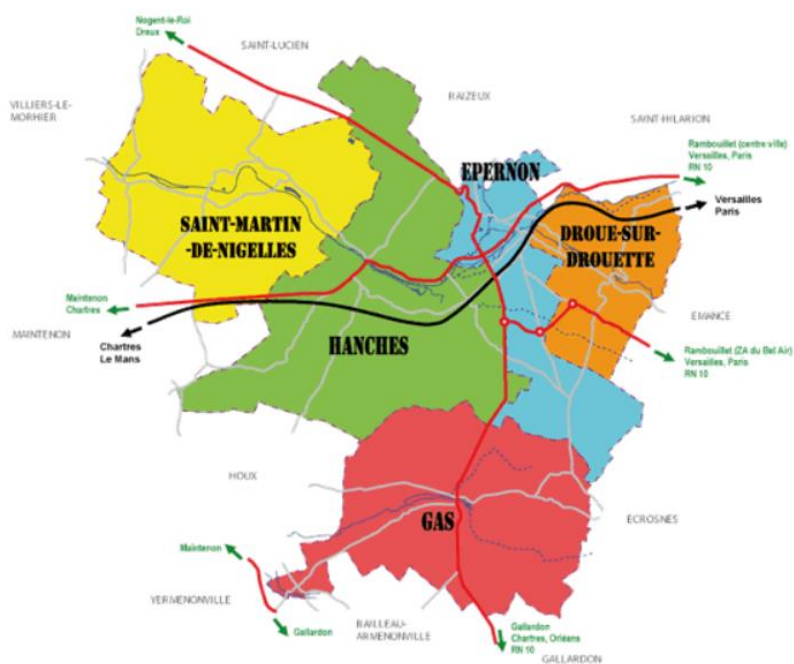 Nogent-le-Roi
Dreux
SAINT-LUCIEN
VILLIERS-LE-
MORHIER
RAIZEUX
SAINT-HILARION
Rambouillet (centre ville)
Versailles, Paris
RN 10
EPERNON
Versailles
Paris
SAINT-MARTIN
-DE-NIGELLES
DROUE-SUR-
DROUETTE
Maintenon
Chartres
MAINTENON
Chartres
Le Mans
HANCHES
EMANCE
Rambouillet (ZA du Bel Air)
Versailles, Paris
RN 10
HOUX
GAS
ECROSNES
Maintenon
YERMENONVILLE
Gallardon
BAILLEAU-
ARMENONVILLE
Gallardon
Chartres, Orléans
RN 10
GALLARDON